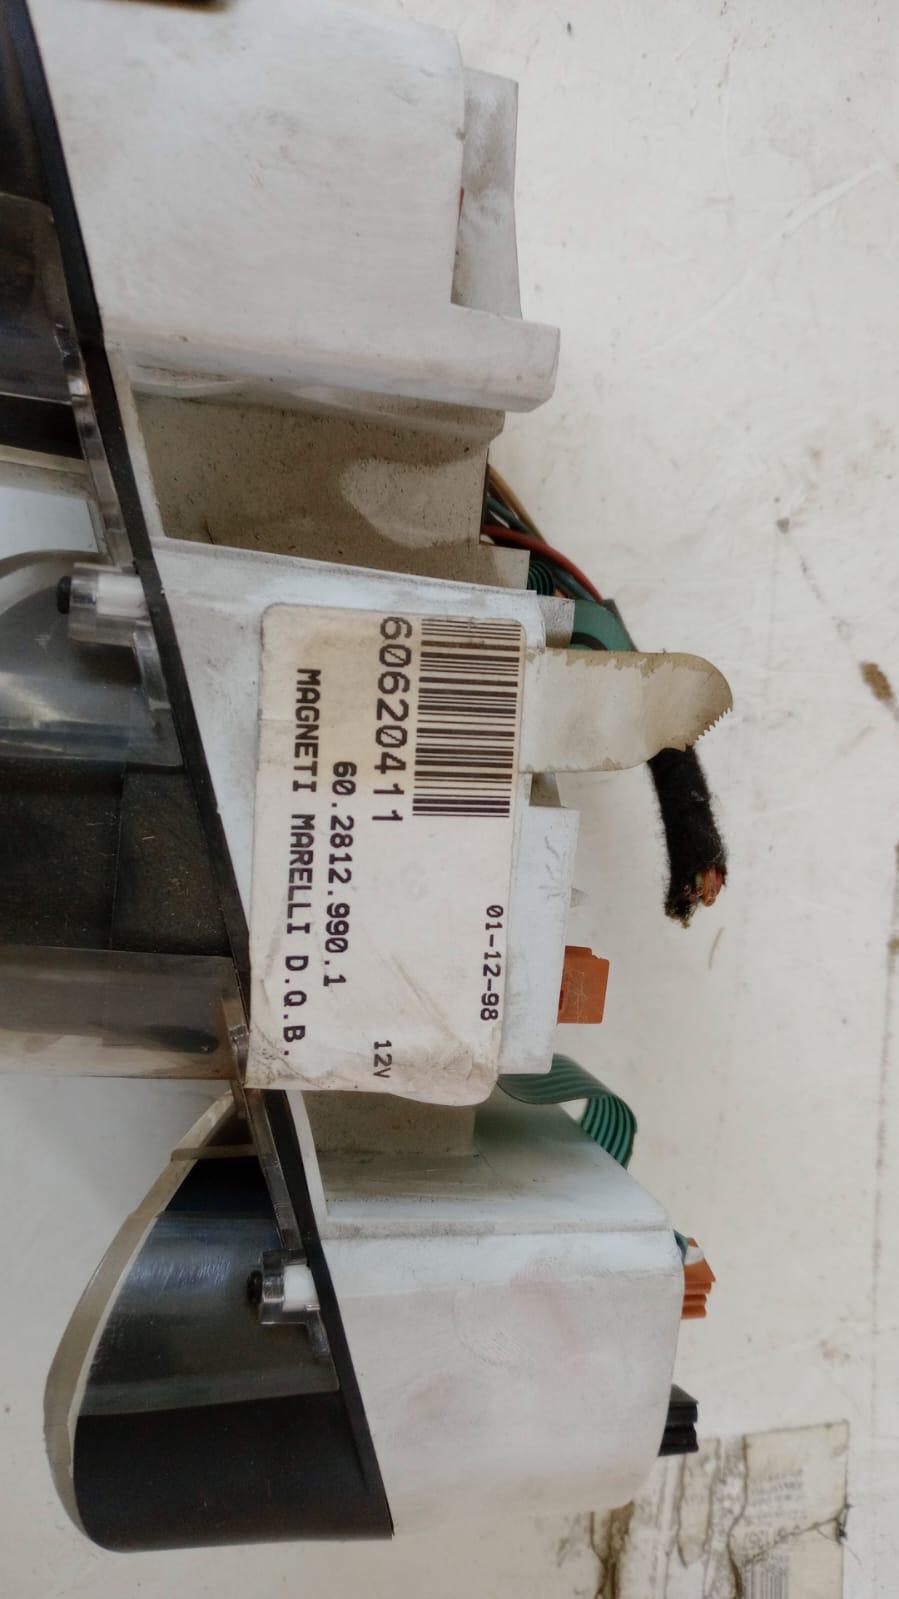 60620411
01-12-98
12V
60.2812.990.1
MAGNETI MARELLI D.Q.B.